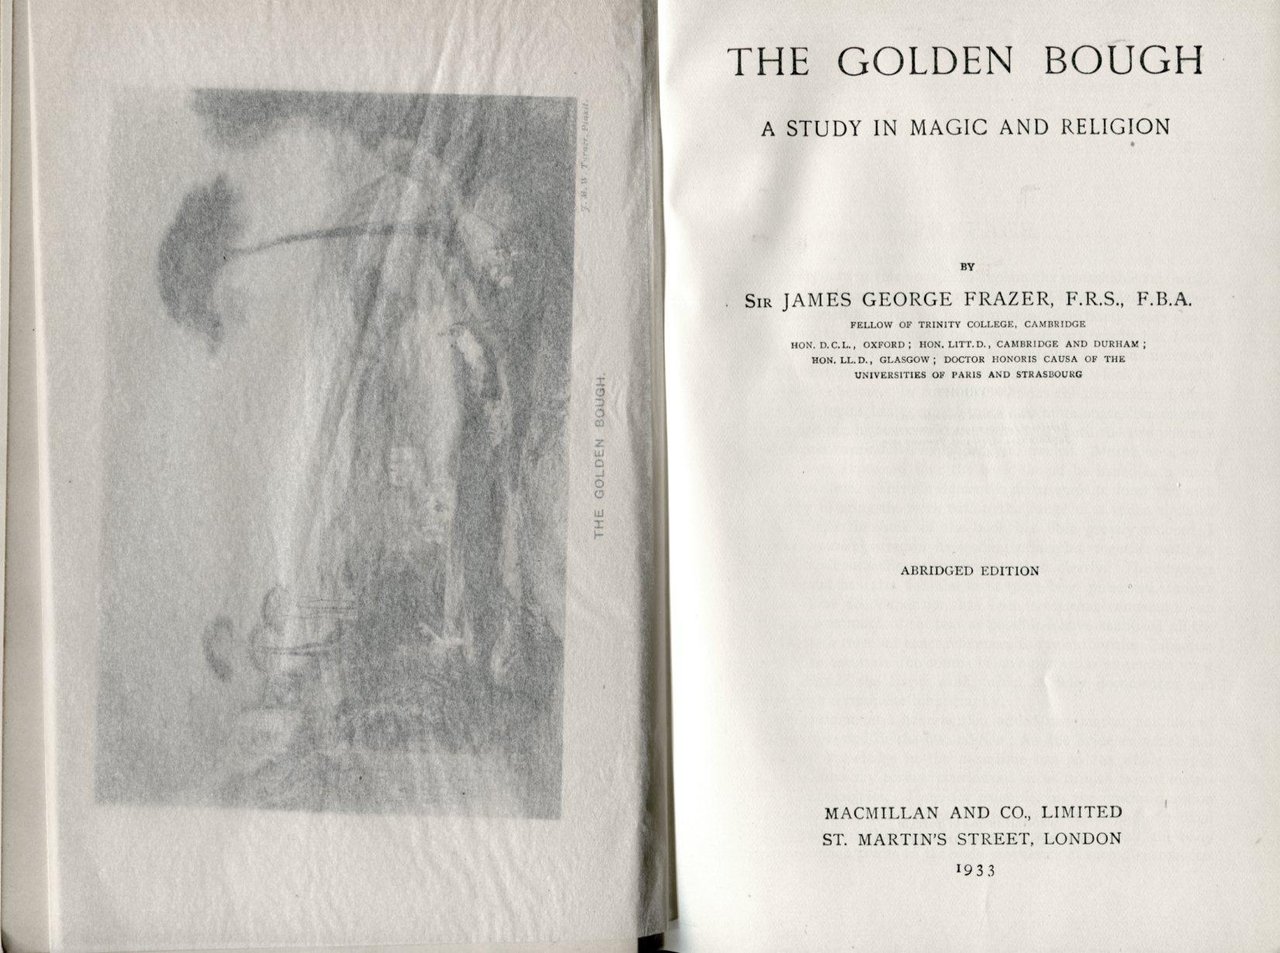 J. M. W. Turner, Pinxit.
THE GOLDEN BOUGH.
THE GOLDEN BOUGH
A STUDY IN MAGIC AND RELIGION
BY
SIR JAMES GEORGE FRAZER, F.R.S., F.B.A.
FELLOW OF TRINITY COLLEGE, CAMBRIDGE
HON. D.C.L., OXFORD; HON. LITT.D., CAMBRIDGE AND DURHAM;
HON. LL.D., GLASGOW; DOCTOR HONORIS CAUSA OF THE
UNIVERSITIES OF PARIS AND STRASBOURG
ABRIDGED EDITION
MACMILLAN AND CO., LIMITED
ST. MARTIN'S STREET, LONDON
1933